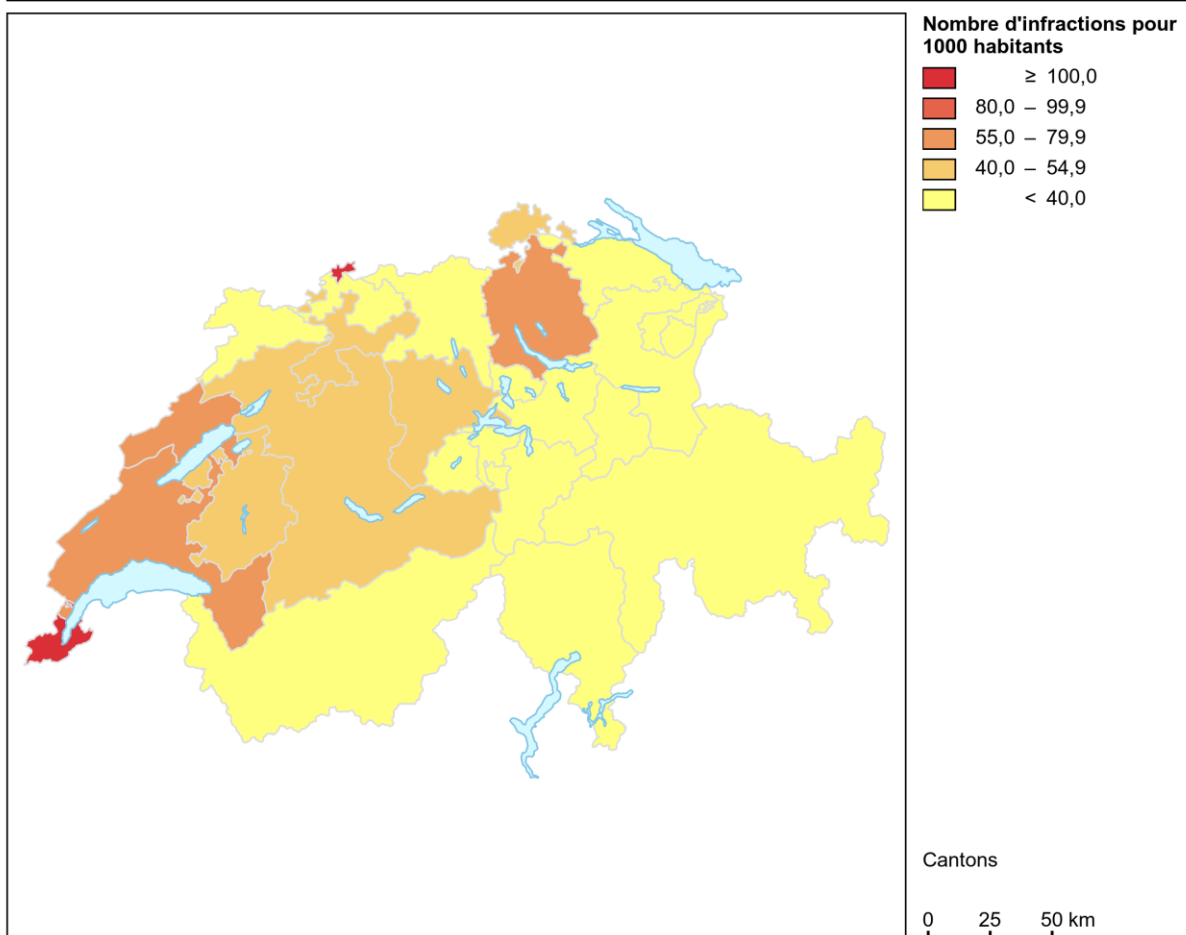 Nombre d'infractions pour
1000 habitants
≥ 100,0
80,0 – 99,9
55,0 – 79,9
40,0 – 54,9
< 40,0
Cantons
0 25 50 km